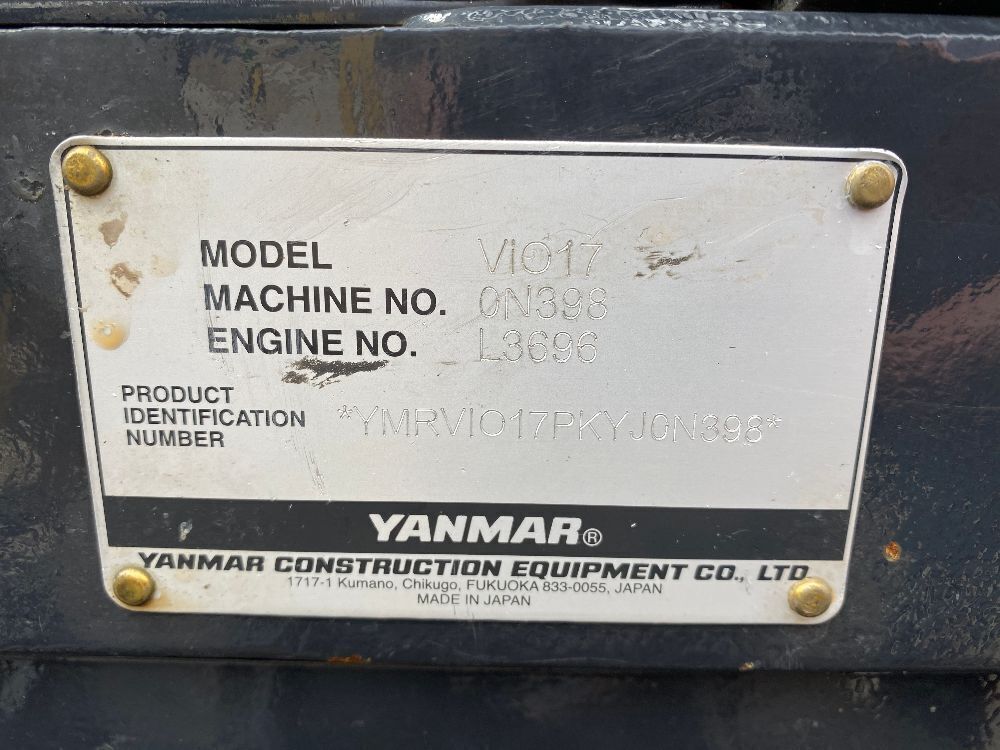 MODEL VIO17
MACHINE NO. 0N398
ENGINE NO. L3696
PRODUCT
IDENTIFICATION *YMRVIO17PKYJ0N398*
NUMBER
YANMAR®
YANMAR CONSTRUCTION EQUIPMENT CO., LTD
1717-1 Kumano, Chikugo, FUKUOKA 833-0055, JAPAN
MADE IN JAPAN